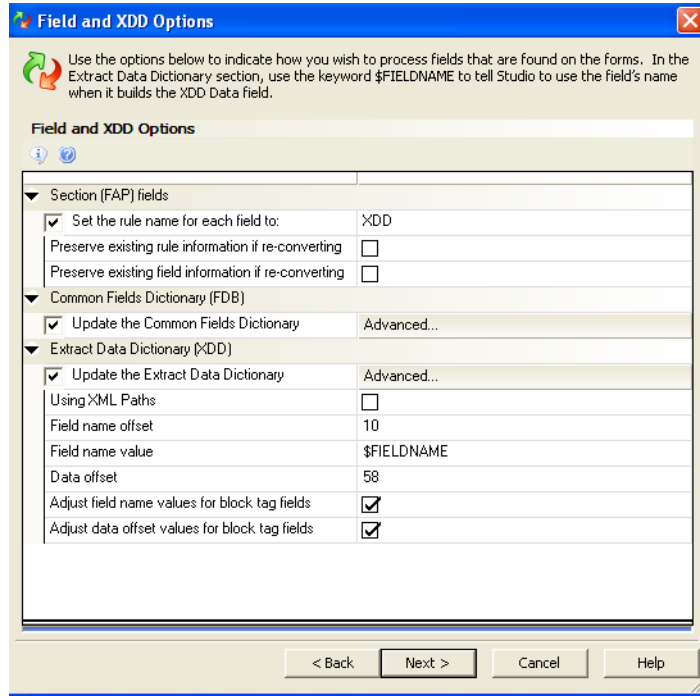 Field and XDD Options
Use the options below to indicate how you wish to process fields that are found on the forms. In the
Extract Data Dictionary section, use the keyword $FIELDNAME to tell Studio to use the field's name
when it builds the XDD Data field.
Field and XDD Options
Section (FAP) fields
Set the rule name for each field to: XDD
Preserve existing rule information if re-converting
Preserve existing field information if re-converting
Common Fields Dictionary (FDB)
Update the Common Fields Dictionary Advanced...
Extract Data Dictionary (XDD)
Update the Extract Data Dictionary Advanced...
Using XML Paths
Field name offset 10
Field name value $FIELDNAME
Data offset 58
Adjust field name values for block tag fields
Adjust data offset values for block tag fields
< Back Next > Cancel Help